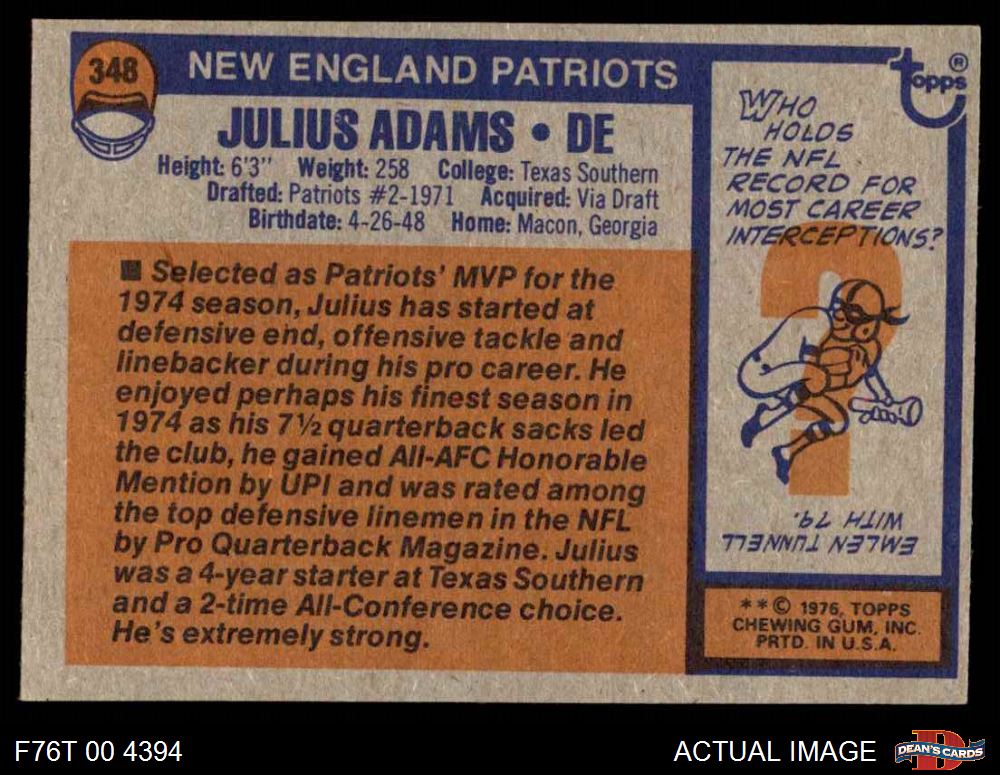 348
NEW ENGLAND PATRIOTS
JULIUS ADAMS • DE
Height: 6'3" Weight: 258 College: Texas Southern
Drafted: Patriots #2-1971 Acquired: Via Draft
Birthdate: 4-26-48 Home: Macon, Georgia
■ Selected as Patriots' MVP for the
1974 season, Julius has started at
defensive end, offensive tackle and
linebacker during his pro career. He
enjoyed perhaps his finest season in
1974 as his 7½ quarterback sacks led
the club, he gained All-AFC Honorable
Mention by UPI and was rated among
the top defensive linemen in the NFL
by Pro Quarterback Magazine. Julius
was a 4-year starter at Texas Southern
and a 2-time All-Conference choice.
He's extremely strong.
topps®
WHO
HOLDS
THE NFL
RECORD FOR
MOST CAREER
INTERCEPTIONS?
?
EMLEN TUNNELL
WITH 79.
**© 1976, TOPPS
CHEWING GUM, INC.
PRTD. IN U.S.A.
F76T 00 4394
ACTUAL IMAGE
D
DEAN'S CARDS